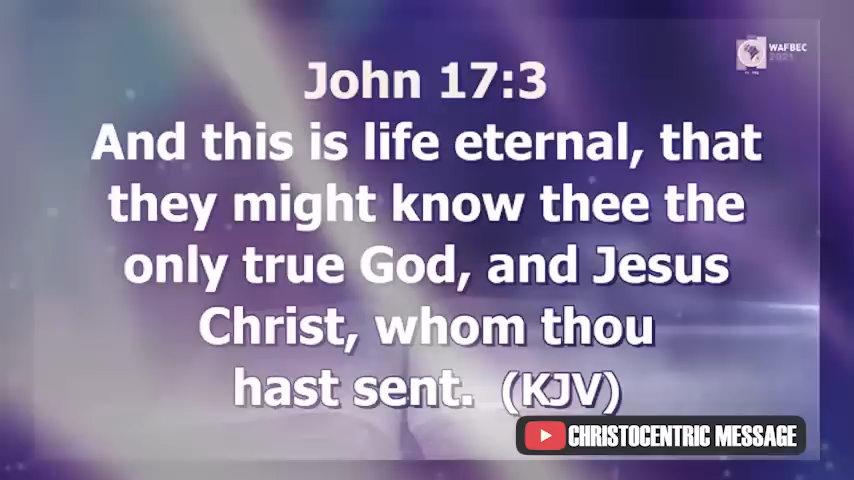 WAFBEC
2021
John 17:3
And this is life eternal, that
they might know thee the
only true God, and Jesus
Christ, whom thou
hast sent. (KJV)
CHRISTOCENTRIC MESSAGE